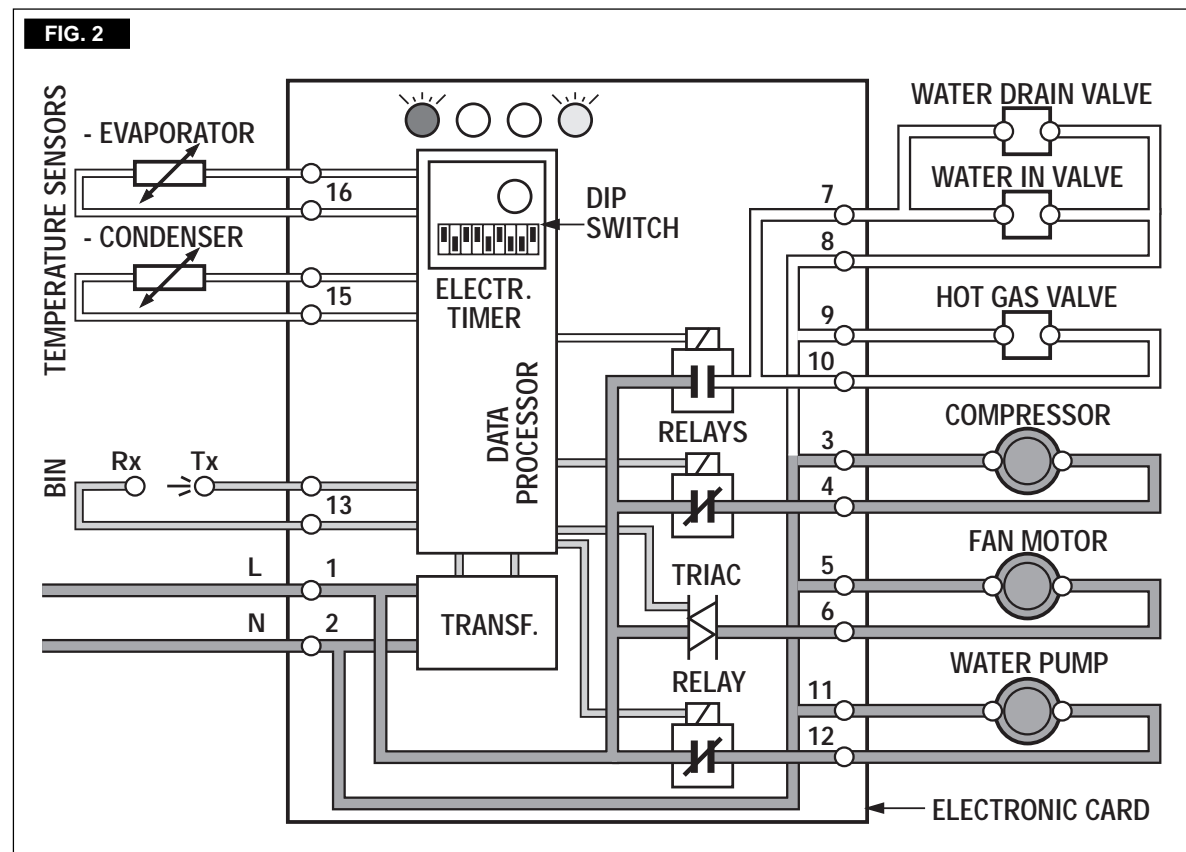 FIG. 2
TEMPERATURE SENSORS
- EVAPORATOR
16
- CONDENSER
15
BIN
Rx
Tx
13
L
1
N
2
DIP
SWITCH
ELECTR.
TIMER
DATA
PROCESSOR
TRANSF.
RELAYS
TRIAC
RELAY
7
8
9
10
3
4
5
6
11
12
WATER DRAIN VALVE
WATER IN VALVE
HOT GAS VALVE
COMPRESSOR
FAN MOTOR
WATER PUMP
ELECTRONIC CARD